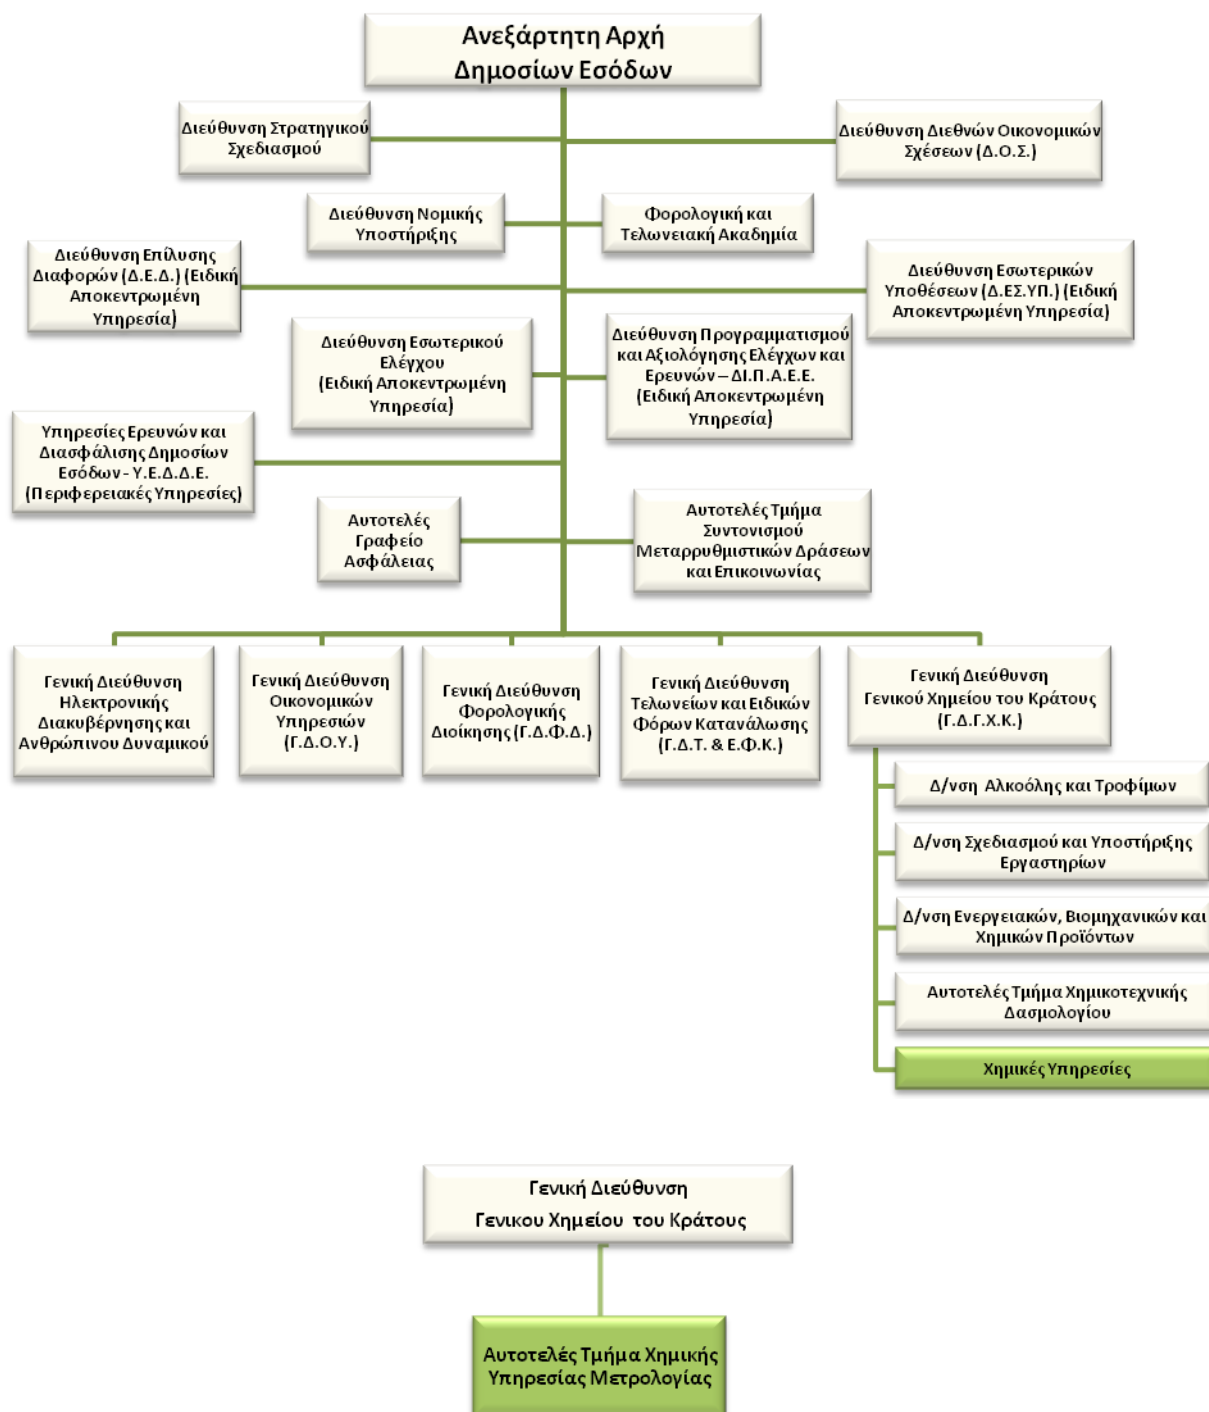 Ανεξάρτητη Αρχή
Δημοσίων Εσόδων
Διεύθυνση Στρατηγικού
Σχεδιασμού
Διεύθυνση Διεθνών Οικονομικών
Σχέσεων (Δ.Ο.Σ.)
Διεύθυνση Νομικής
Υποστήριξης
Φορολογική και
Τελωνειακή Ακαδημία
Διεύθυνση Επίλυσης
Διαφορών (Δ.Ε.Δ.) (Ειδική
Αποκεντρωμένη
Υπηρεσία)
Διεύθυνση Εσωτερικών
Υποθέσεων (Δ.ΕΣ.ΥΠ.) (Ειδική
Αποκεντρωμένη Υπηρεσία)
Διεύθυνση Εσωτερικού
Ελέγχου
(Ειδική Αποκεντρωμένη
Υπηρεσία)
Διεύθυνση Προγραμματισμού
και Αξιολόγησης Ελέγχων και
Ερευνών – ΔΙ.Π.Α.Ε.Ε.
(Ειδική Αποκεντρωμένη
Υπηρεσία)
Υπηρεσίες Ερευνών και
Διασφάλισης Δημοσίων
Εσόδων - Υ.Ε.Δ.Δ.Ε.
(Περιφερειακές Υπηρεσίες)
Αυτοτελές
Γραφείο
Ασφάλειας
Αυτοτελές Τμήμα
Συντονισμού
Μεταρρυθμιστικών Δράσεων
και Επικοινωνίας
Γενική Διεύθυνση
Ηλεκτρονικής
Διακυβέρνησης και
Ανθρώπινου Δυναμικού
Γενική Διεύθυνση
Οικονομικών
Υπηρεσιών
(Γ.Δ.Ο.Υ.)
Γενική Διεύθυνση
Φορολογικής
Διοίκησης (Γ.Δ.Φ.Δ.)
Γενική Διεύθυνση
Τελωνείων και Ειδικών
Φόρων Κατανάλωσης
(Γ.Δ.Τ. & Ε.Φ.Κ.)
Γενική Διεύθυνση
Γενικού Χημείου του Κράτους
(Γ.Δ.Γ.Χ.Κ.)
Δ/νση Αλκοόλης και Τροφίμων
Δ/νση Σχεδιασμού και Υποστήριξης
Εργαστηρίων
Δ/νση Ενεργειακών, Βιομηχανικών και
Χημικών Προϊόντων
Αυτοτελές Τμήμα Χημικοτεχνικής
Δασμολογίου
Χημικές Υπηρεσίες
Γενική Διεύθυνση
Γενικου Χημείου του Κράτους
Αυτοτελές Τμήμα Χημικής
Υπηρεσίας Μετρολογίας